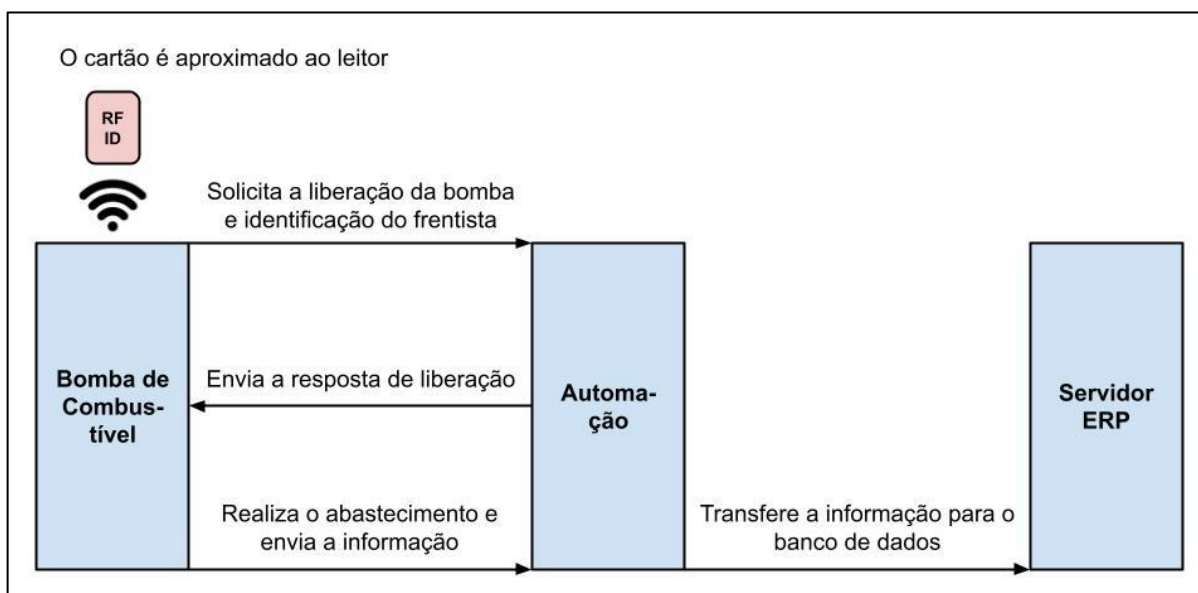 O cartão é aproximado ao leitor
RF
ID
Solicita a liberação da bomba
e identificação do frentista
Bomba de
Combus-
tível
Envia a resposta de liberação
Automa-
ção
Servidor
ERP
Realiza o abastecimento e
envia a informação
Transfere a informação para o
banco de dados